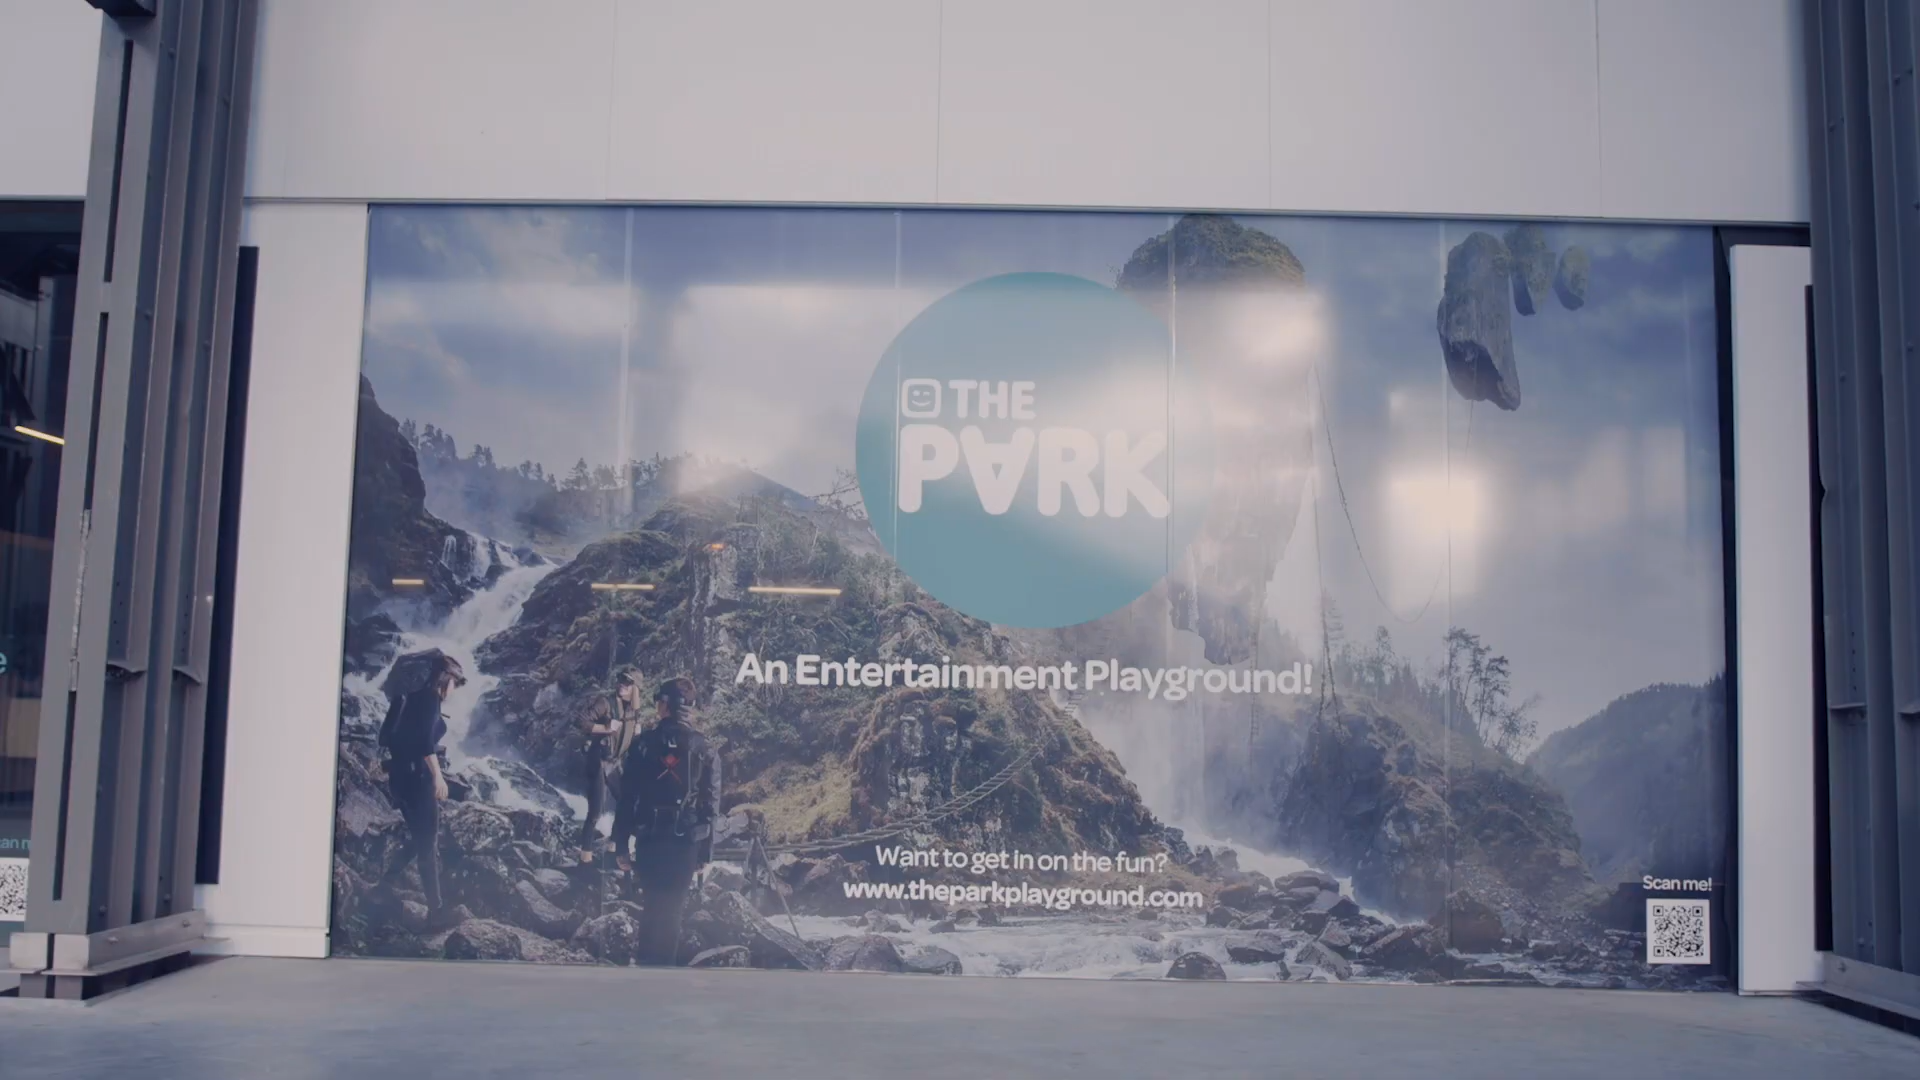 THE
PARK
An Entertainment Playground!
Want to get in on the fun?
www.theparkplayground.com
Scan me!